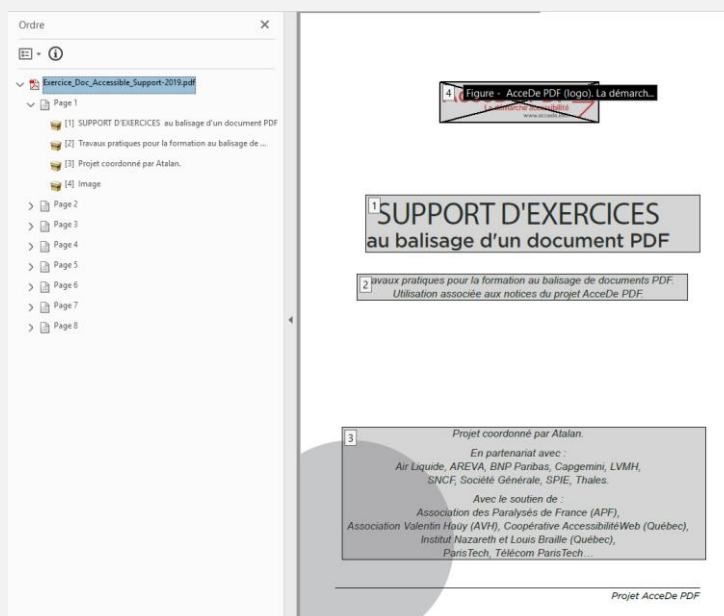 Ordre
Exercice_Doc_Accessible_Support-2019.pdf
Page 1
[1] SUPPORT D'EXERCICES au balisage d'un document PDF
[2] Travaux pratiques pour la formation au balisage de ...
[3] Projet coordonné par Atalan.
[4] Image
Page 2
Page 3
Page 4
Page 5
Page 6
Page 7
Page 8
4
Figure - AcceDe PDF (logo). La démarch...
La démarche accessibilité
1
SUPPORT D'EXERCICES
au balisage d'un document PDF
2
avaux pratiques pour la formation au balisage de documents PDF.
Utilisation associée aux notices du projet AcceDe PDF.
3
Projet coordonné par Atalan.
En partenariat avec :
Air Liquide, AREVA, BNP Paribas, Capgemini, LVMH,
SNCF, Société Générale, SPIE, Thales.
Avec le soutien de :
Association des Paralysés de France (APF),
Association Valentin Haüy (AVH), Coopérative AccessibilitéWeb (Québec),
Institut Nazareth et Louis Braille (Québec),
ParisTech, Télécom ParisTech…
Projet AcceDe PDF